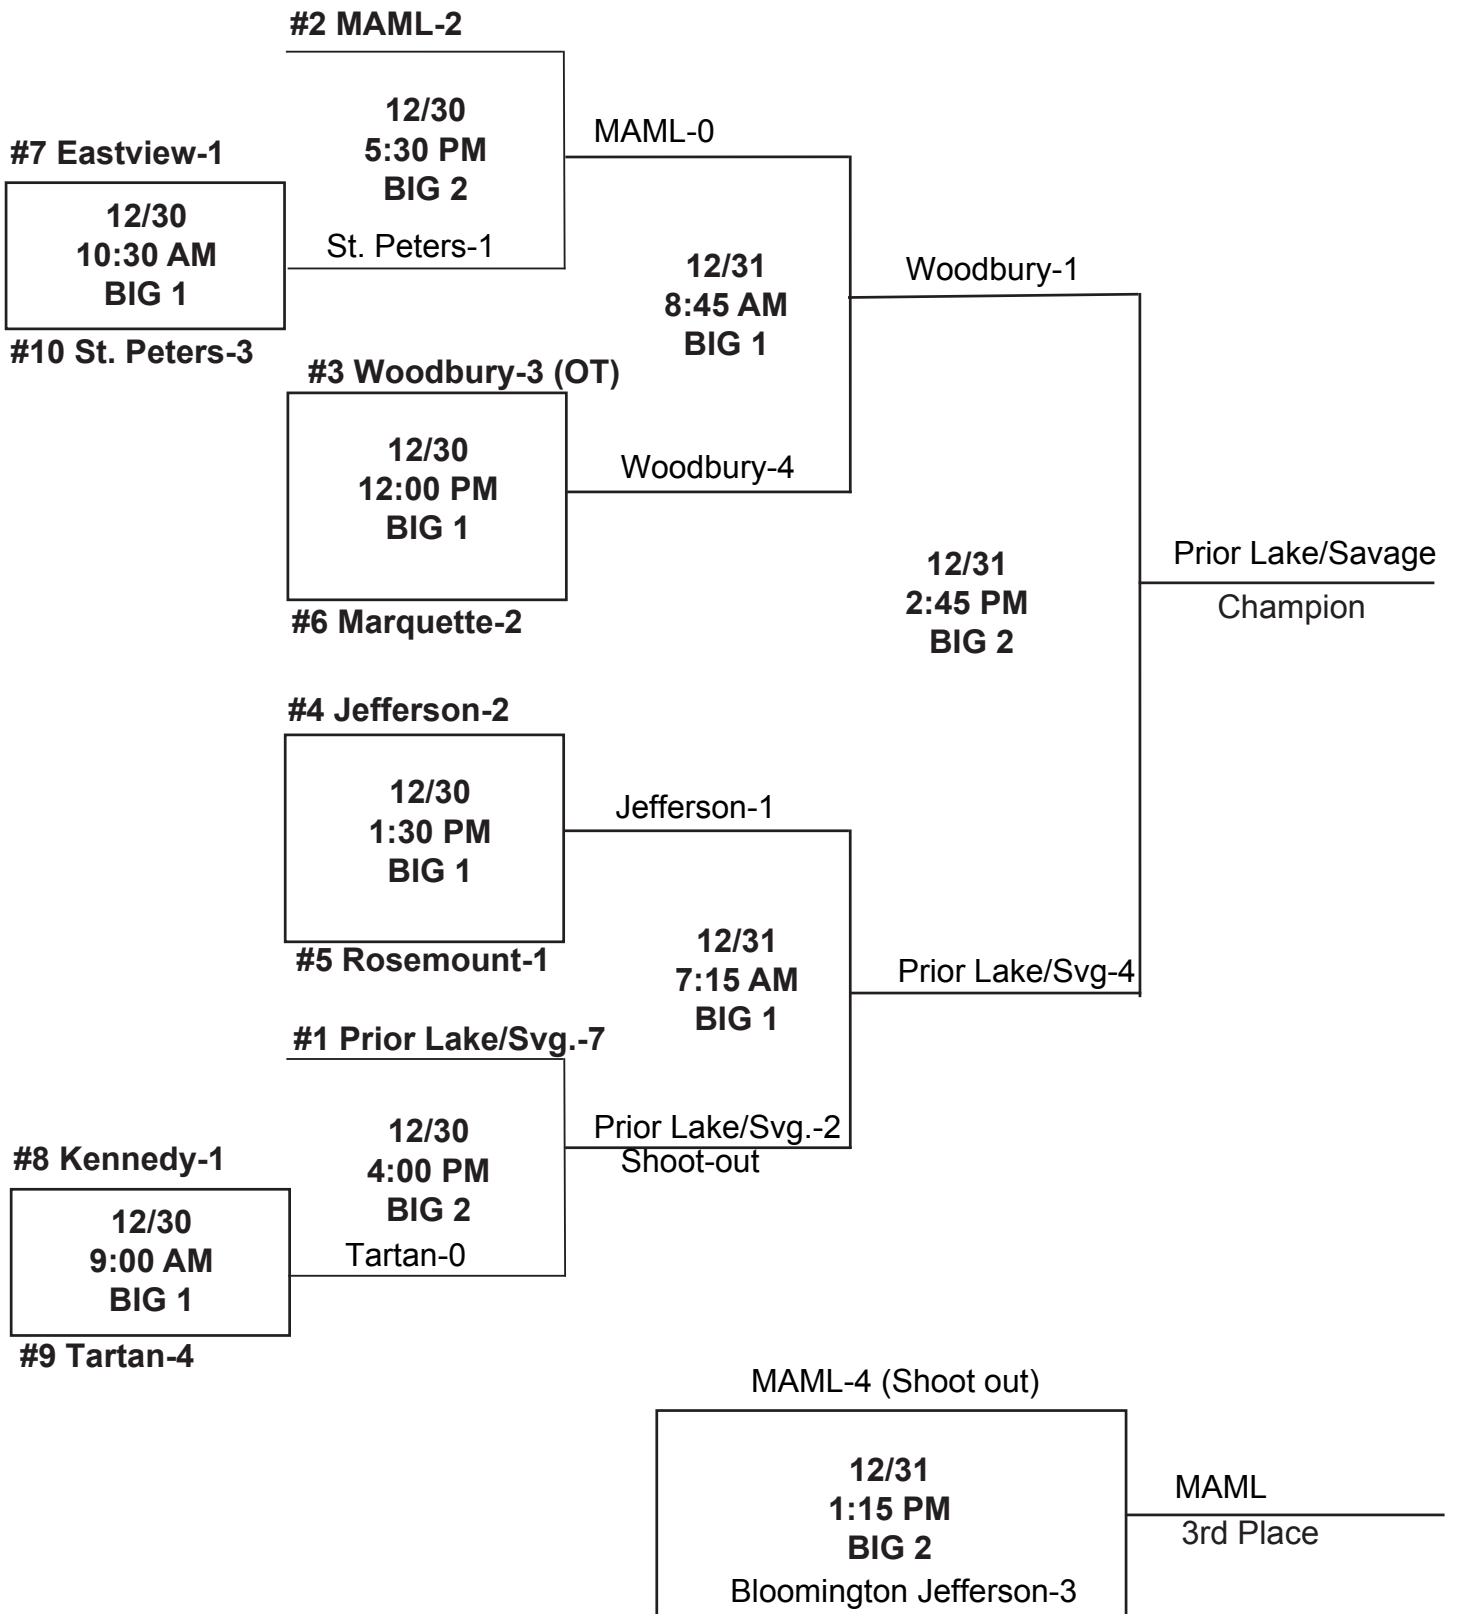 #2 MAML-2
12/30
5:30 PM
BIG 2
MAML-0
#7 Eastview-1
12/30
10:30 AM
BIG 1
St. Peters-1
#10 St. Peters-3
12/31
8:45 AM
BIG 1
Woodbury-1
#3 Woodbury-3 (OT)
12/30
12:00 PM
BIG 1
Woodbury-4
#6 Marquette-2
12/31
2:45 PM
BIG 2
Prior Lake/Savage
Champion
#4 Jefferson-2
12/30
1:30 PM
BIG 1
Jefferson-1
#5 Rosemount-1
12/31
7:15 AM
BIG 1
Prior Lake/Svg-4
#1 Prior Lake/Svg.-7
12/30
4:00 PM
BIG 2
Prior Lake/Svg.-2
Shoot-out
#8 Kennedy-1
12/30
9:00 AM
BIG 1
Tartan-0
#9 Tartan-4
MAML-4 (Shoot out)
12/31
1:15 PM
BIG 2
Bloomington Jefferson-3
MAML
3rd Place